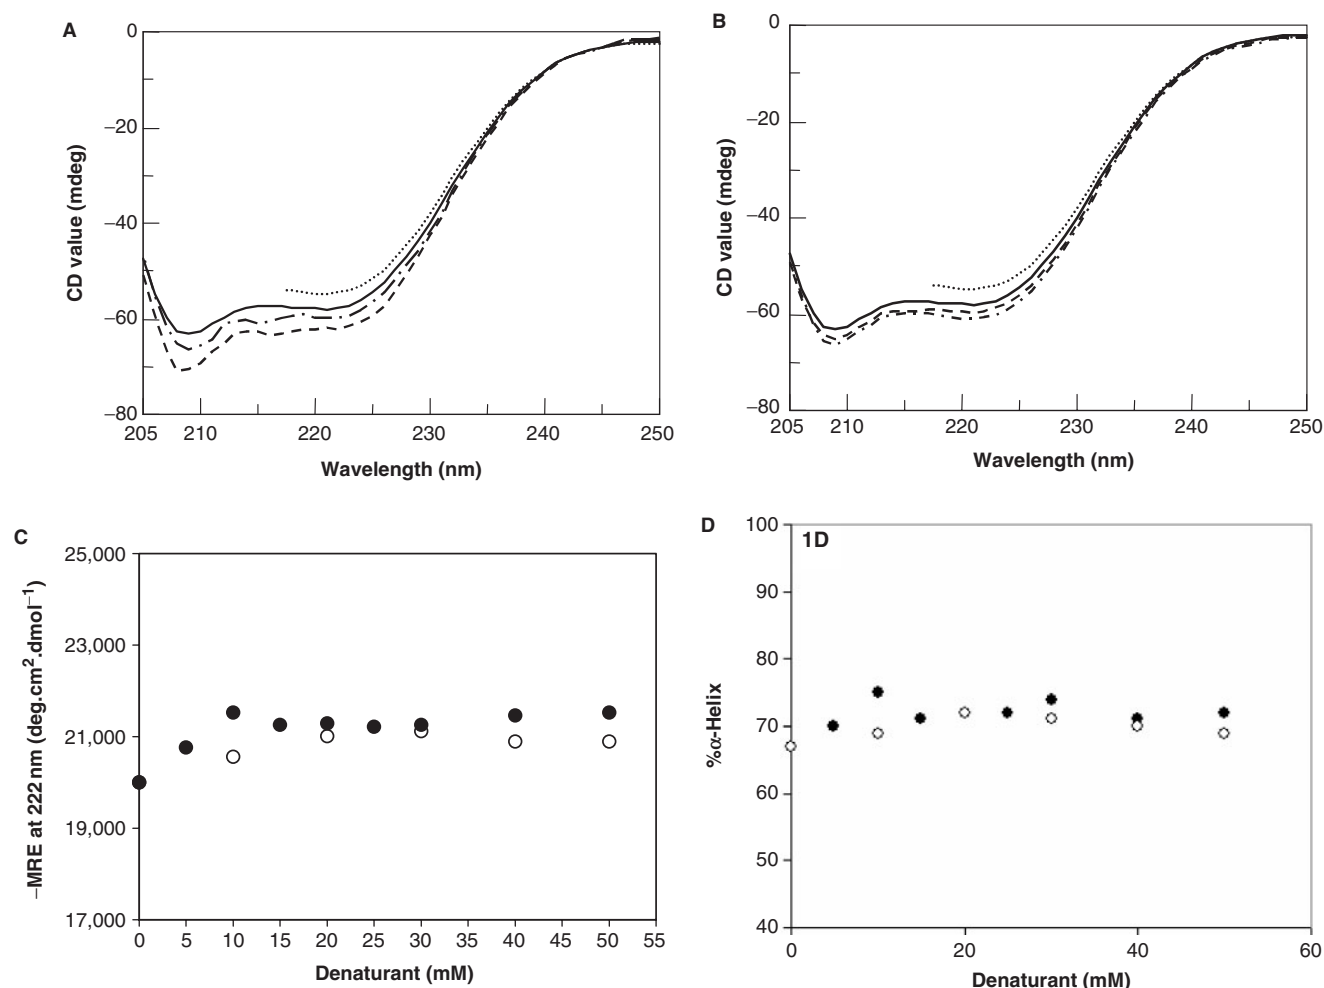 A
0
−20
−40
−60
−80
CD value (mdeg)
205 210 220 230 240 250
Wavelength (nm)
B
0
−20
−40
−60
−80
CD value (mdeg)
205 210 220 230 240 250
Wavelength (nm)
C
25,000
23,000
21,000
19,000
17,000
−MRE at 222 nm (deg.cm².dmol⁻¹)
0 5 10 15 20 25 30 35 40 45 50 55
Denaturant (mM)
D
1D
100
90
80
70
60
50
40
%α-Helix
0 20 40 60
Denaturant (mM)